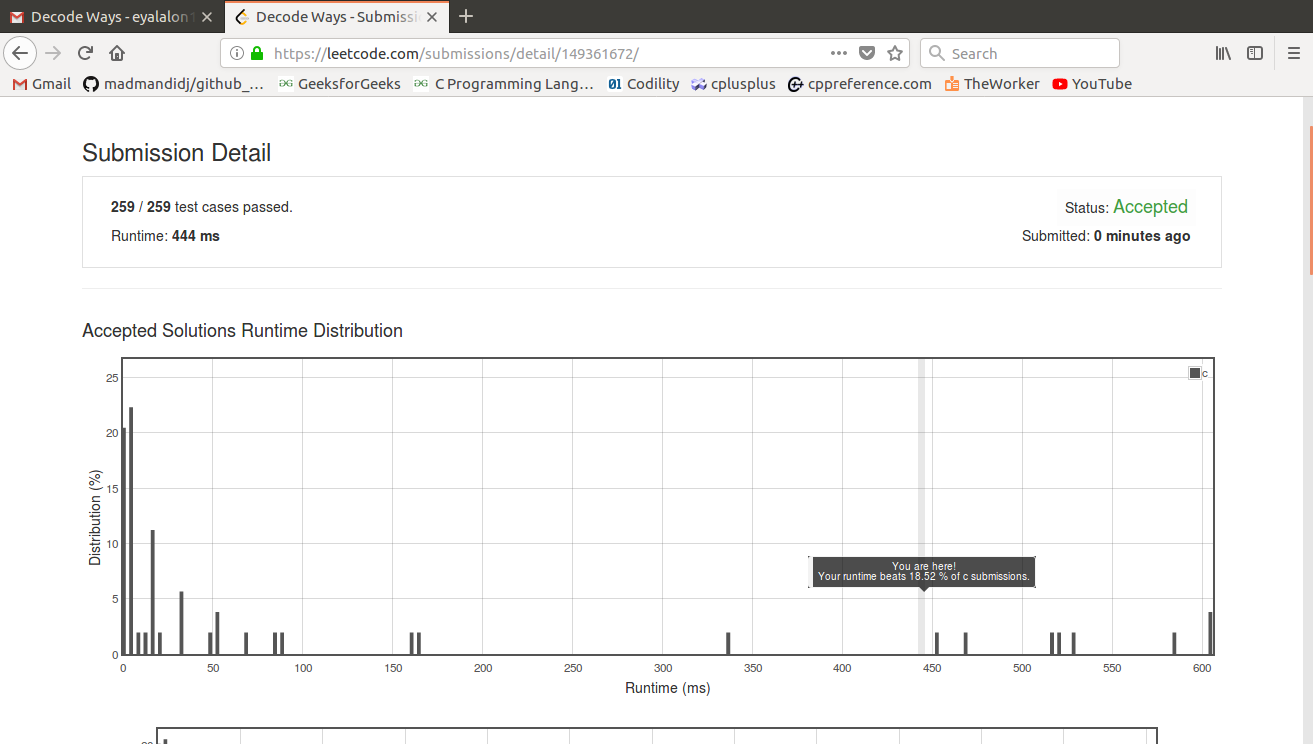 Decode Ways - eyalalon1
Decode Ways - Submissi
https://leetcode.com/submissions/detail/149361672/
Search
Gmail madmandidj/github_... GeeksforGeeks C Programming Lang... Codility cplusplus cppreference.com TheWorker YouTube
Submission Detail
259 / 259 test cases passed.
Status: Accepted
Runtime: 444 ms
Submitted: 0 minutes ago
Accepted Solutions Runtime Distribution
c
25
20
15
10
5
0
Distribution (%)
You are here!
Your runtime beats 18.52 % of c submissions.
0 50 100 150 200 250 300 350 400 450 500 550 600
Runtime (ms)